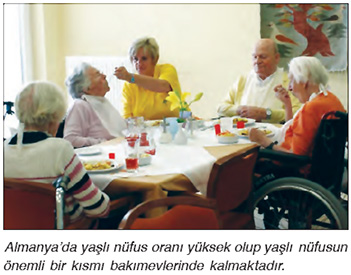 Almanya'da yaşlı nüfus oranı yüksek olup yaşlı nüfusun
önemli bir kısmı bakımevlerinde kalmaktadır.